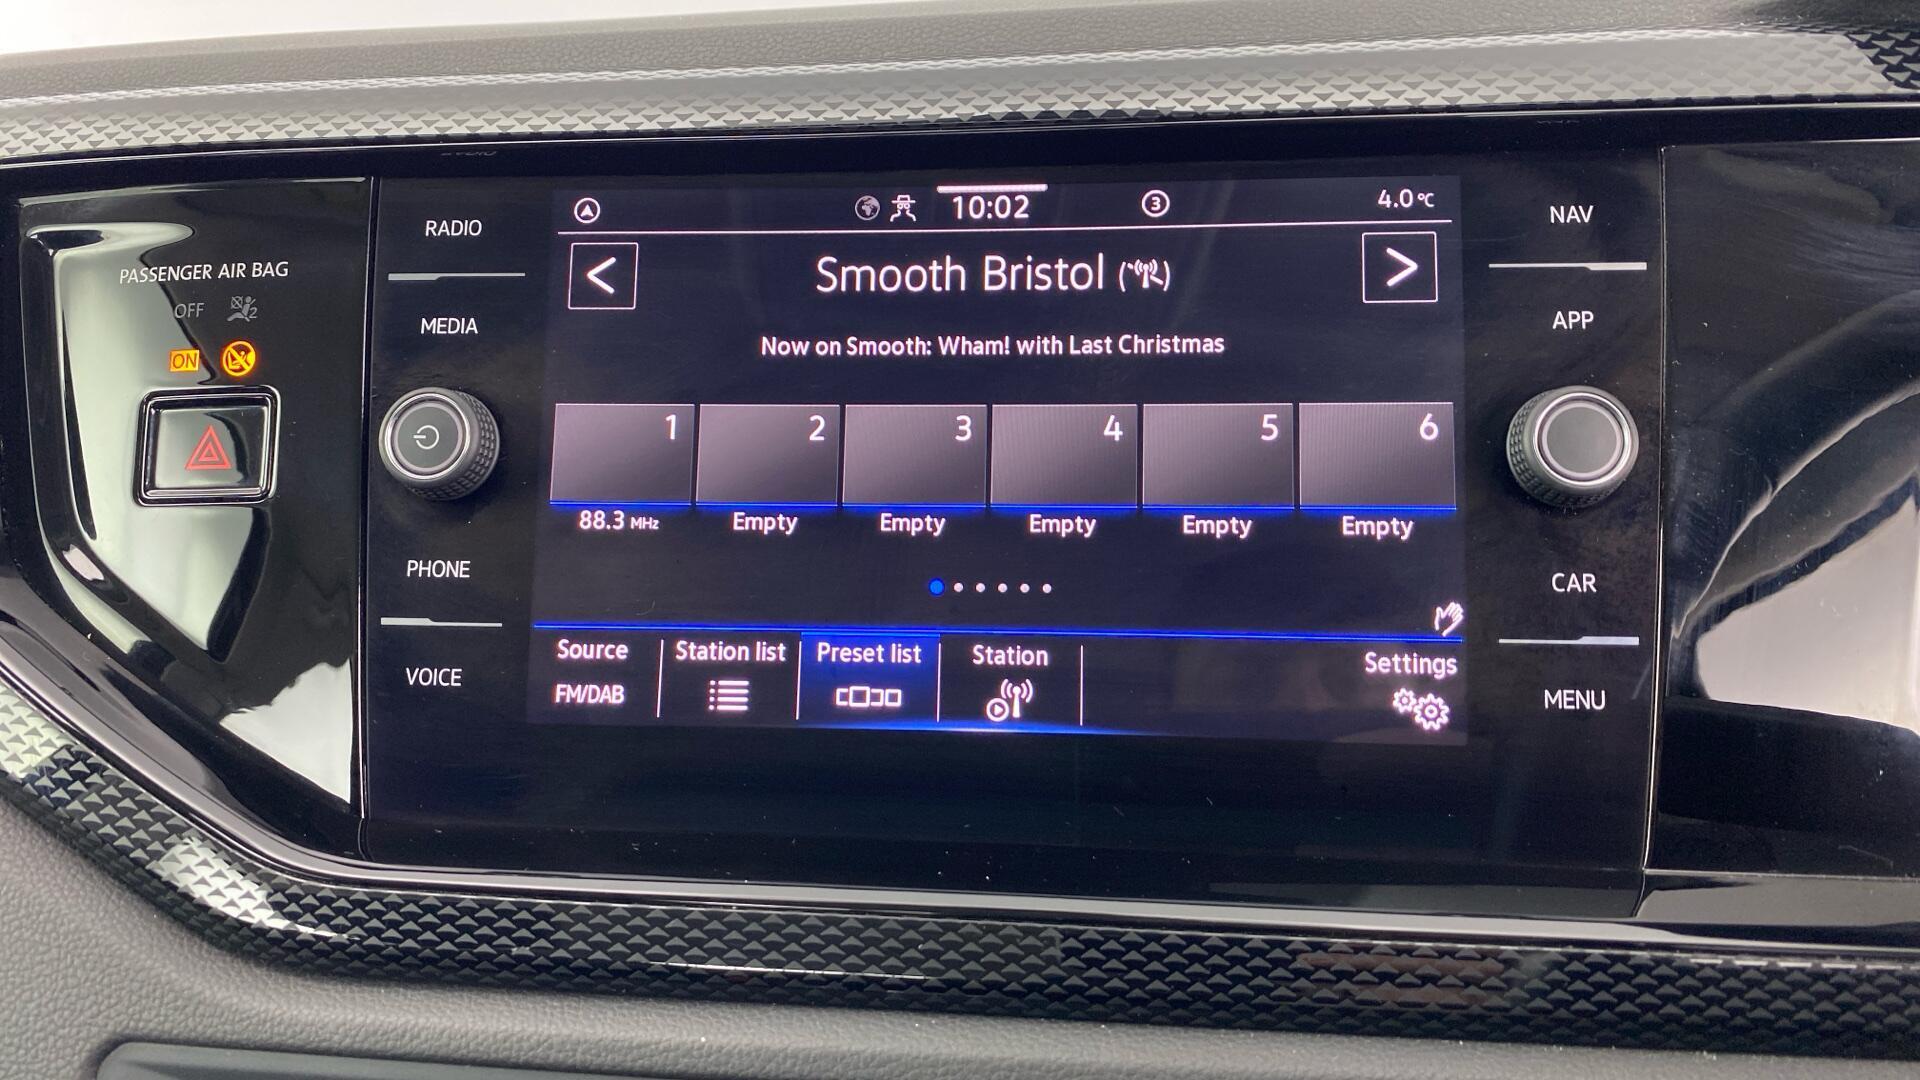 PASSENGER AIR BAG
OFF
ON
RADIO
MEDIA
PHONE
VOICE
10:02
3
4.0 °C
< Smooth Bristol >
Now on Smooth: Wham! with Last Christmas
1 2 3 4 5 6
88.3 MHz Empty Empty Empty Empty Empty
Source Station list Preset list Station Settings
FM/DAB
NAV
APP
CAR
MENU